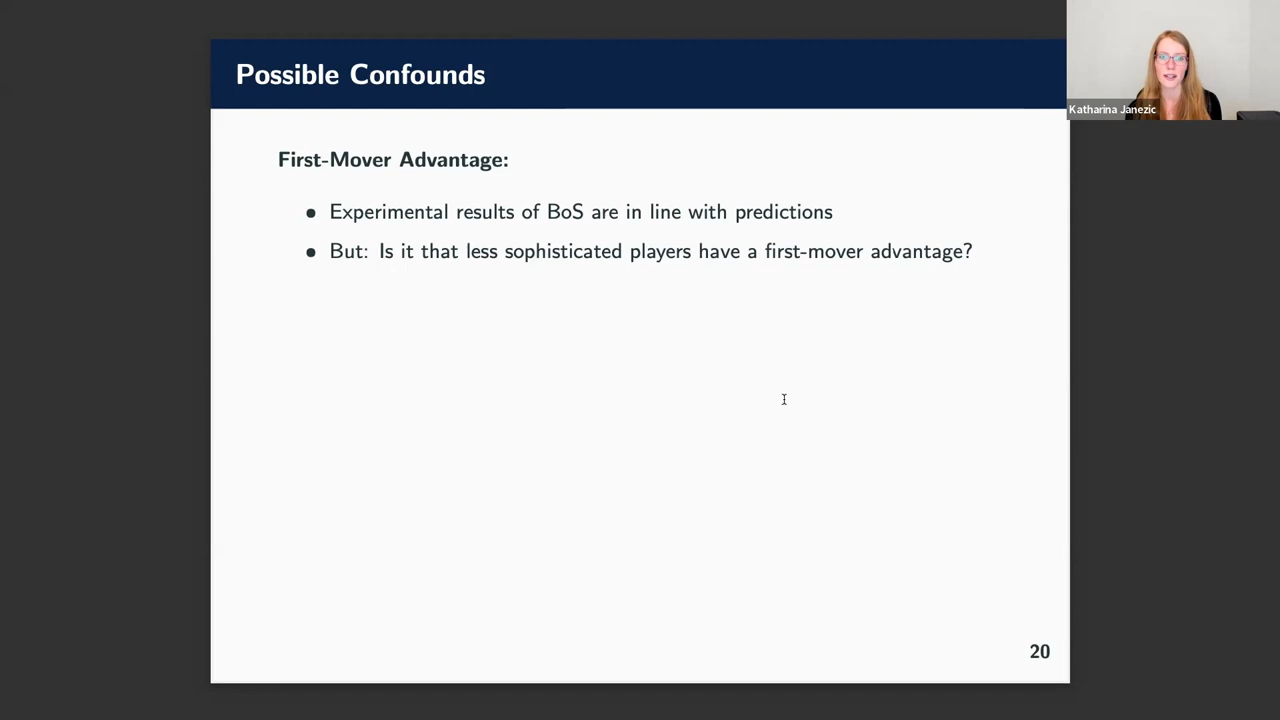 Possible Confounds
Katharina Janezic
First-Mover Advantage:
• Experimental results of BoS are in line with predictions
• But: Is it that less sophisticated players have a first-mover advantage?
20